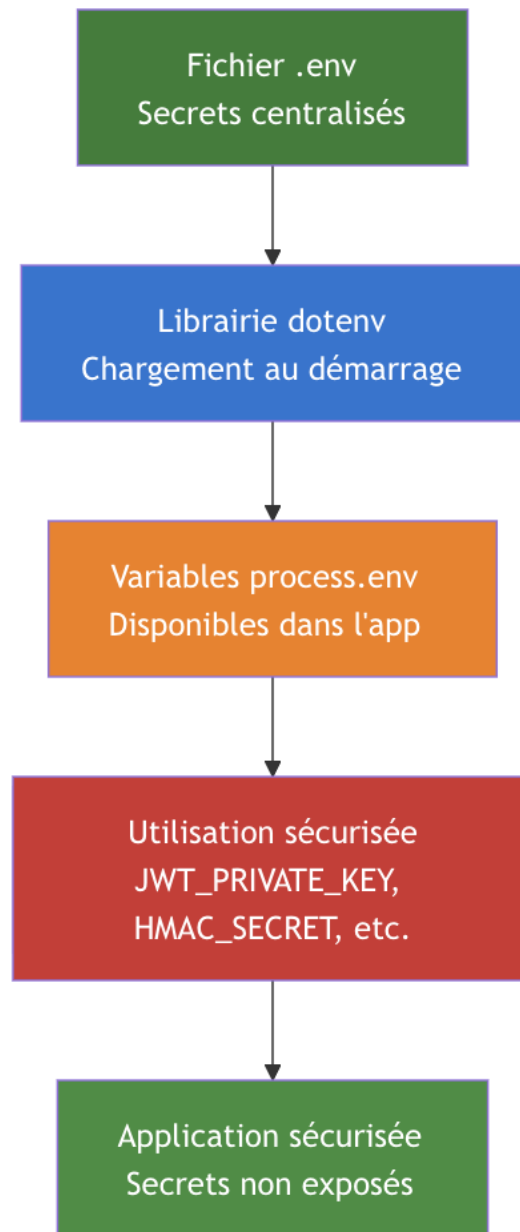 Fichier .env
Secrets centralisés
Librairie dotenv
Chargement au démarrage
Variables process.env
Disponibles dans l'app
Utilisation sécurisée
JWT_PRIVATE_KEY,
HMAC_SECRET, etc.
Application sécurisée
Secrets non exposés